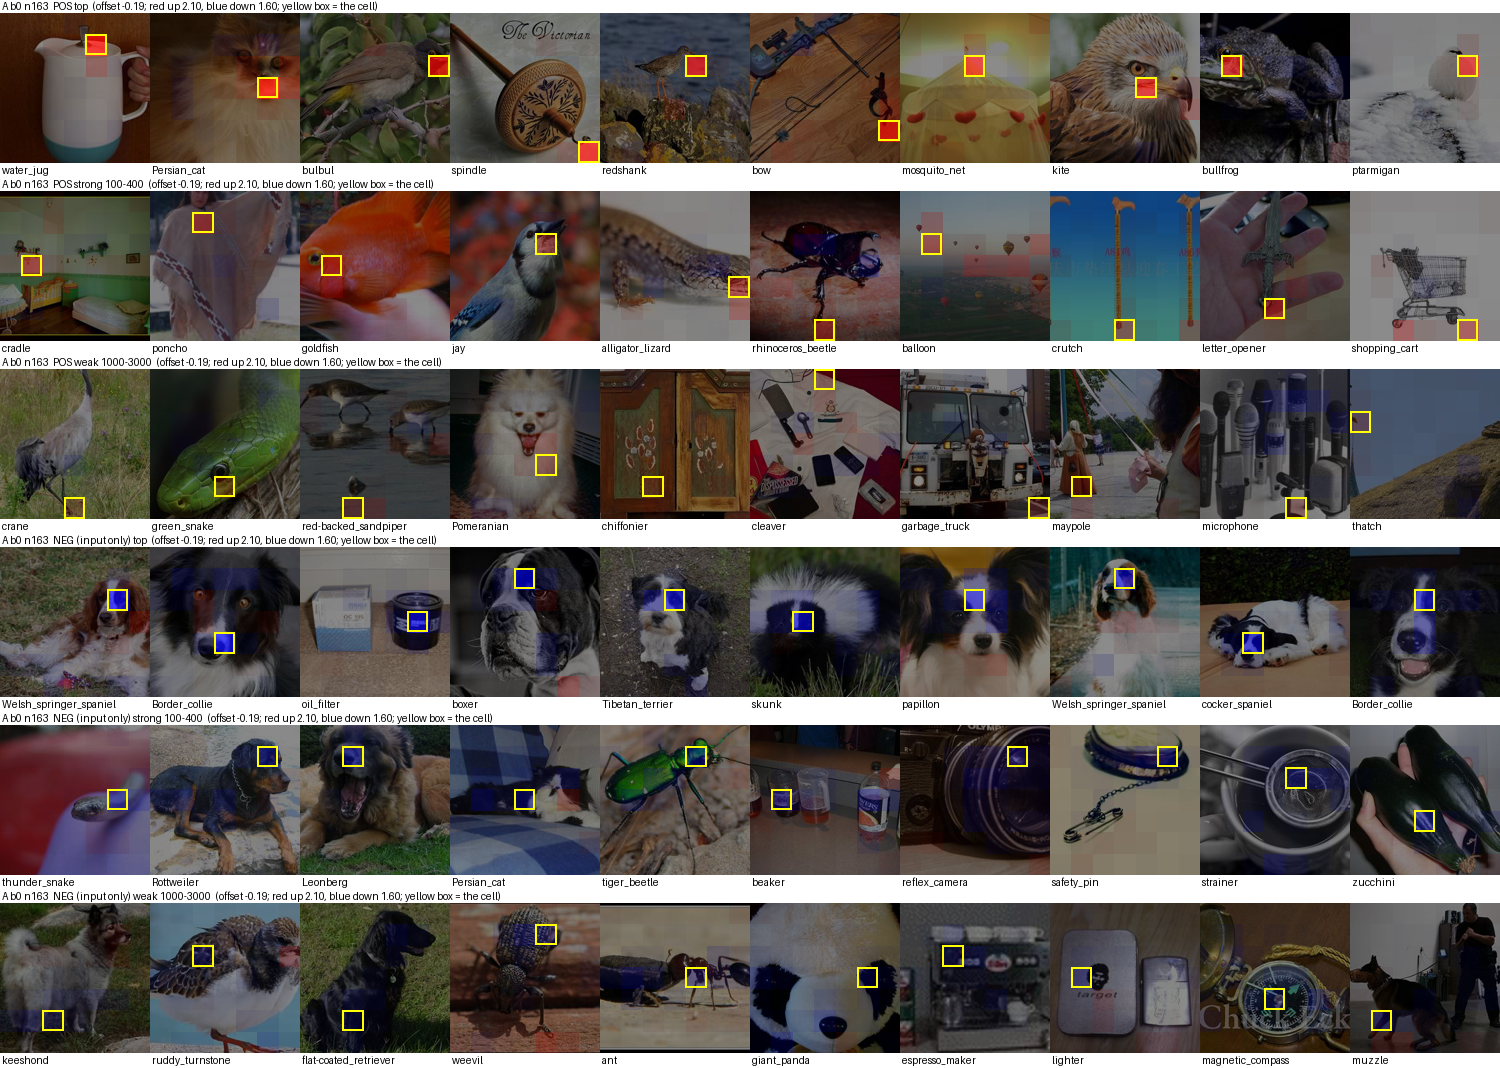 A b0 n163 POS top (offset -0.19; red up 2.10, blue down 1.60; yellow box = the cell)
The Victorian
water_jug Persian_cat bulbul spindle redshank bow mosquito_net kite bullfrog ptarmigan
A b0 n163 POS strong 100-400 (offset -0.19; red up 2.10, blue down 1.60; yellow box = the cell)
cradle poncho goldfish jay alligator_lizard rhinoceros_beetle balloon crutch letter_opener shopping_cart
A b0 n163 POS weak 1000-3000 (offset -0.19; red up 2.10, blue down 1.60; yellow box = the cell)
crane green_snake red-backed_sandpiper Pomeranian chiffonier cleaver garbage_truck maypole microphone thatch
A b0 n163 NEG (input only) top (offset -0.19; red up 2.10, blue down 1.60; yellow box = the cell)
Welsh_springer_spaniel Border_collie oil_filter boxer Tibetan_terrier skunk papillon Welsh_springer_spaniel cocker_spaniel Border_collie
A b0 n163 NEG (input only) strong 100-400 (offset -0.19; red up 2.10, blue down 1.60; yellow box = the cell)
OLYMP
thunder_snake Rottweiler Leonberg Persian_cat tiger_beetle beaker reflex_camera safety_pin strainer zucchini
A b0 n163 NEG (input only) weak 1000-3000 (offset -0.19; red up 2.10, blue down 1.60; yellow box = the cell)
target
Chuck Eck
keeshond ruddy_turnstone flat-coated_retriever weevil ant giant_panda espresso_maker lighter magnetic_compass muzzle